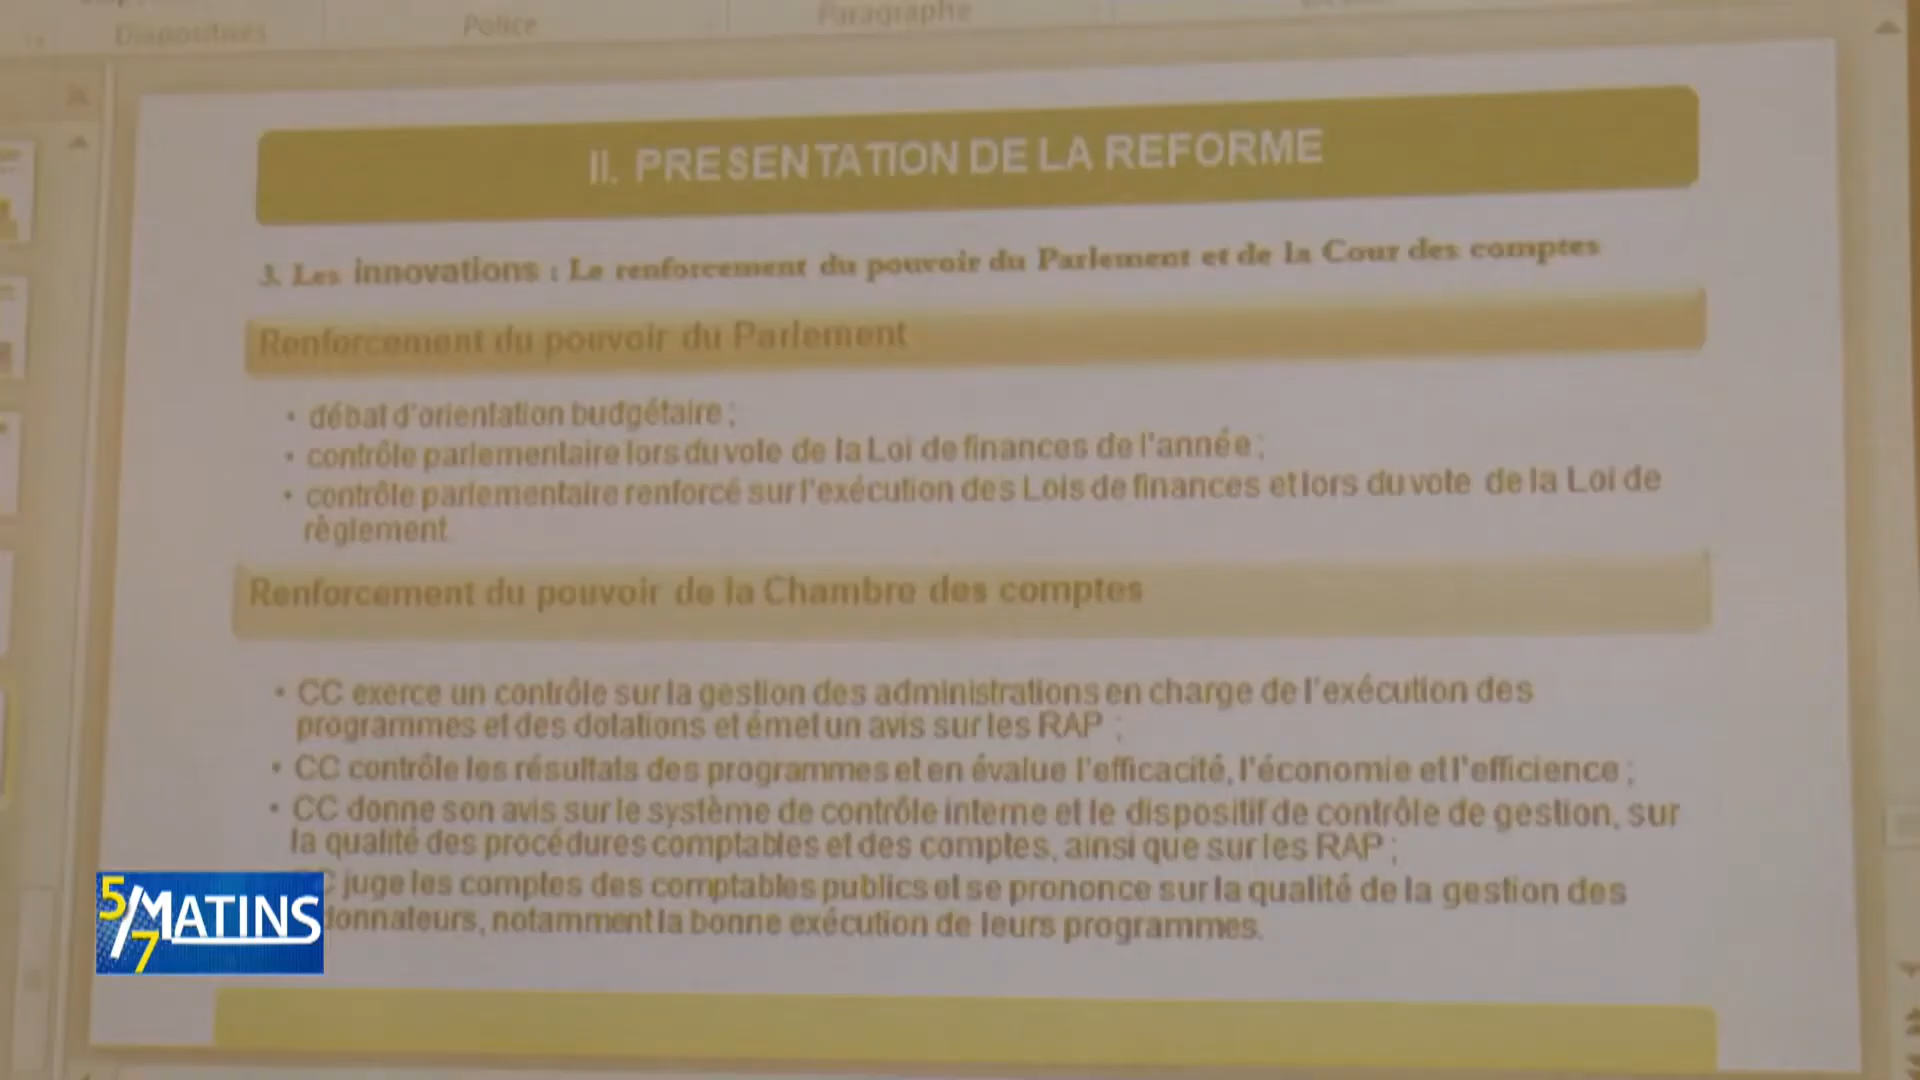 Diapositives
Police
Paragraphe
II. PRESENTATION DE LA REFORME
3. Les innovations : Le renforcement du pouvoir du Parlement et de la Cour des comptes
Renforcement du pouvoir du Parlement
• débat d'orientation budgétaire ;
• contrôle parlementaire lors du vote de la Loi de finances de l'année ;
• contrôle parlementaire renforcé sur l'exécution des Lois de finances et lors du vote de la Loi de
règlement.
Renforcement du pouvoir de la Chambre des comptes
• CC exerce un contrôle sur la gestion des administrations en charge de l'exécution des
programmes et des dotations et émet un avis sur les RAP ;
• CC contrôle les résultats des programmes et en évalue l'efficacité, l'économie et l'efficience ;
• CC donne son avis sur le système de contrôle interne et le dispositif de contrôle de gestion, sur
la qualité des procédures comptables et des comptes, ainsi que sur les RAP ;
C juge les comptes des comptables publics et se prononce sur la qualité de la gestion des
donnateurs, notamment la bonne exécution de leurs programmes.
5/7 MATINS